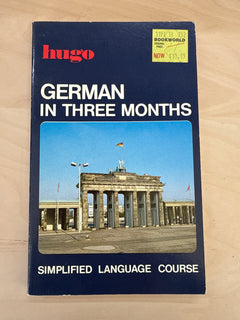 hugo
BOOKWORLD
NOW
GERMAN
IN THREE MONTHS
SIMPLIFIED LANGUAGE COURSE